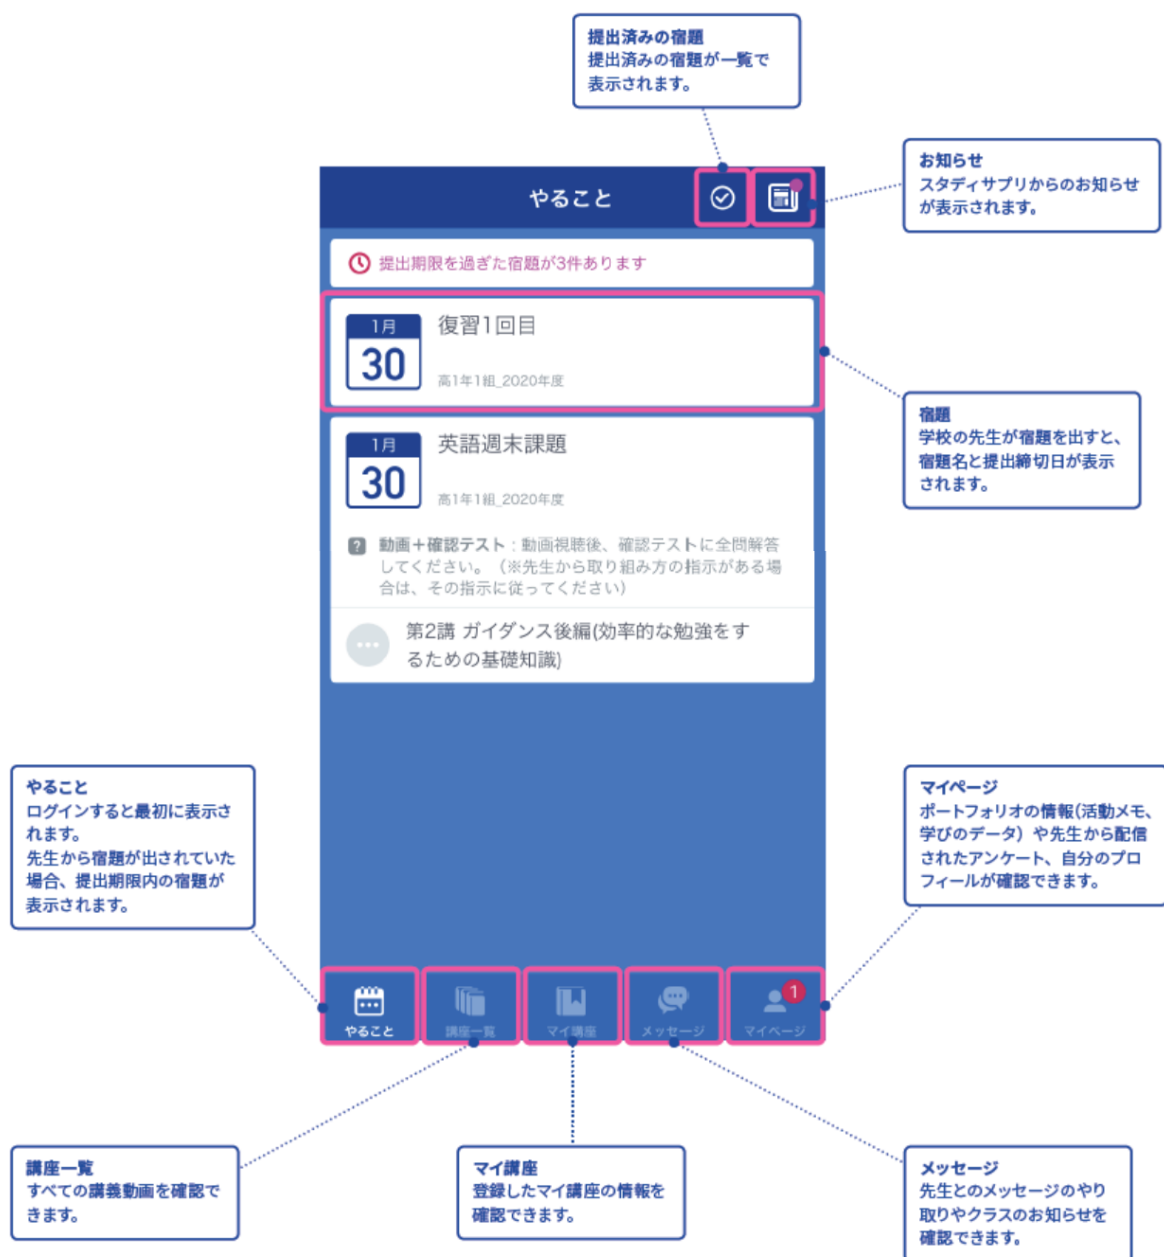 提出済みの宿題
提出済みの宿題が一覧で
表示されます。
お知らせ
スタディサプリからのお知らせ
が表示されます。
やること
提出期限を過ぎた宿題が3件あります
1月
30
復習1回目
高1年1組_2020年度
宿題
学校の先生が宿題を出すと、
宿題名と提出締切日が表示
されます。
1月
30
英語週末課題
高1年1組_2020年度
? 動画＋確認テスト：動画視聴後、確認テストに全問解答
してください。（※先生から取り組み方の指示がある場
合は、その指示に従ってください）
第2講 ガイダンス後編(効率的な勉強をす
るための基礎知識)
やること
ログインすると最初に表示さ
れます。
先生から宿題が出されていた
場合、提出期限内の宿題が
表示されます。
マイページ
ポートフォリオの情報(活動メモ、
学びのデータ）や先生から配信
されたアンケート、自分のプロ
フィールが確認できます。
1
やること 講座一覧 マイ講座 メッセージ マイページ
講座一覧
すべての講義動画を確認で
きます。
マイ講座
登録したマイ講座の情報を
確認できます。
メッセージ
先生とのメッセージのやり
取りやクラスのお知らせを
確認できます。